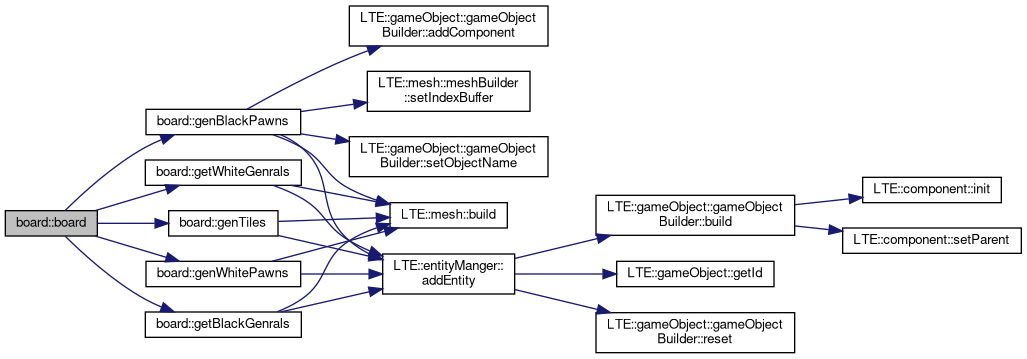 LTE::gameObject::gameObject
Builder::addComponent
LTE::mesh::meshBuilder
::setIndexBuffer
board::genBlackPawns
LTE::gameObject::gameObject
Builder::setObjectName
board::getWhiteGenrals
LTE::component::init
board::board
board::genTiles
LTE::mesh::build
LTE::gameObject::gameObject
Builder::build
LTE::component::setParent
board::genWhitePawns
LTE::entityManger::
addEntity
LTE::gameObject::getId
board::getBlackGenrals
LTE::gameObject::gameObject
Builder::reset